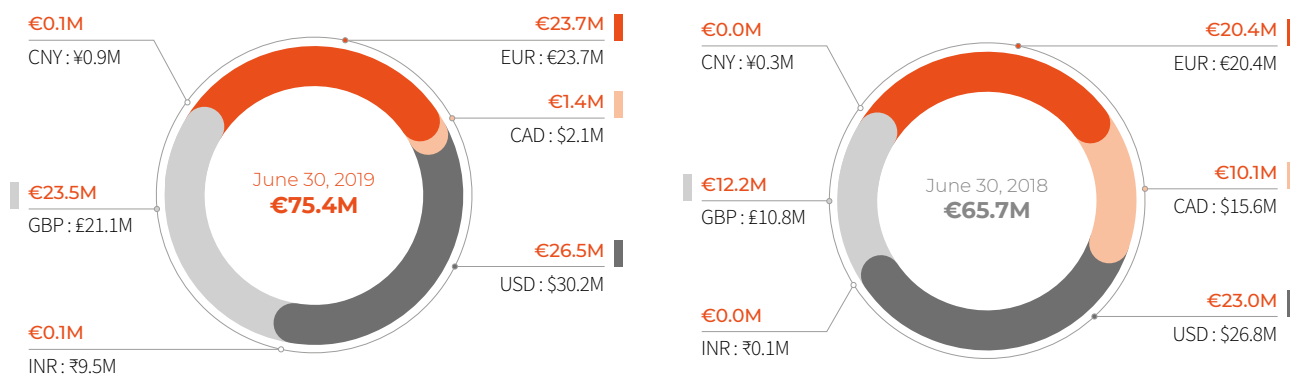 €0.1M
CNY : ¥0.9M
€23.7M
EUR : €23.7M
€1.4M
CAD : $2.1M
€23.5M
GBP : £21.1M
June 30, 2019
€75.4M
€26.5M
USD : $30.2M
€0.1M
INR : ₹9.5M
€0.0M
CNY : ¥0.3M
€20.4M
EUR : €20.4M
€10.1M
CAD : $15.6M
€12.2M
GBP : £10.8M
June 30, 2018
€65.7M
€23.0M
USD : $26.8M
€0.0M
INR : ₹0.1M